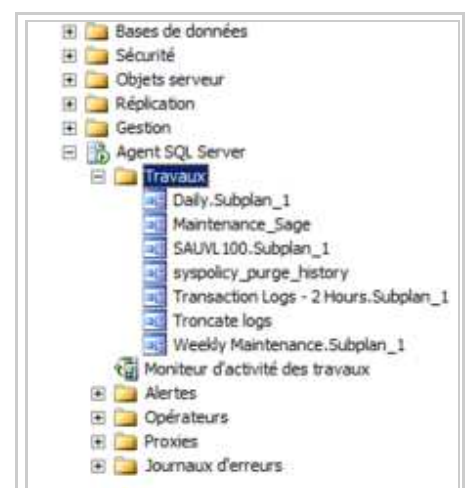 Bases de données
Sécurité
Objets serveur
Réplication
Gestion
Agent SQL Server
Travaux
Daily.Subplan_1
Maintenance_Sage
SAUVL100.Subplan_1
syspolicy_purge_history
Transaction Logs - 2 Hours.Subplan_1
Troncate logs
Weekly Maintenance.Subplan_1
Moniteur d'activité des travaux
Alertes
Opérateurs
Proxies
Journaux d'erreurs